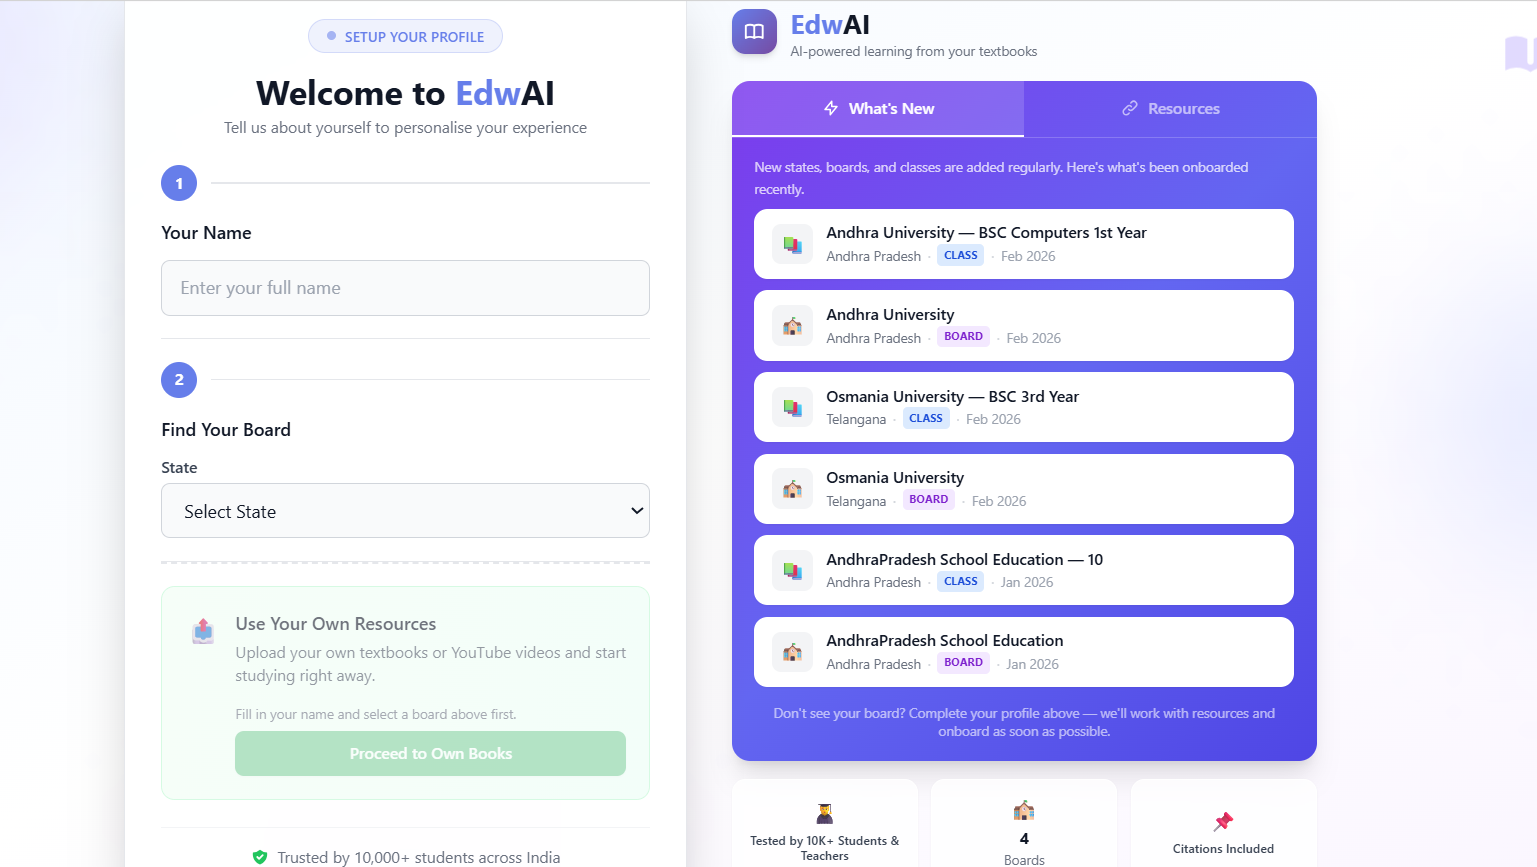 SETUP YOUR PROFILE
Welcome to EdwAI
Tell us about yourself to personalise your experience
1
Your Name
Enter your full name
2
Find Your Board
State
Select State
Use Your Own Resources
Upload your own textbooks or YouTube videos and start
studying right away.
Fill in your name and select a board above first.
Proceed to Own Books
Trusted by 10,000+ students across India
EdwAI
AI-powered learning from your textbooks
What's New
Resources
New states, boards, and classes are added regularly. Here's what's been onboarded
recently.
Andhra University — BSC Computers 1st Year
Andhra Pradesh · CLASS · Feb 2026
Andhra University
Andhra Pradesh · BOARD · Feb 2026
Osmania University — BSC 3rd Year
Telangana · CLASS · Feb 2026
Osmania University
Telangana · BOARD · Feb 2026
AndhraPradesh School Education — 10
Andhra Pradesh · CLASS · Jan 2026
AndhraPradesh School Education
Andhra Pradesh · BOARD · Jan 2026
Don't see your board? Complete your profile above — we'll work with resources and
onboard as soon as possible.
Tested by 10K+ Students &
Teachers
4
Boards
Citations Included